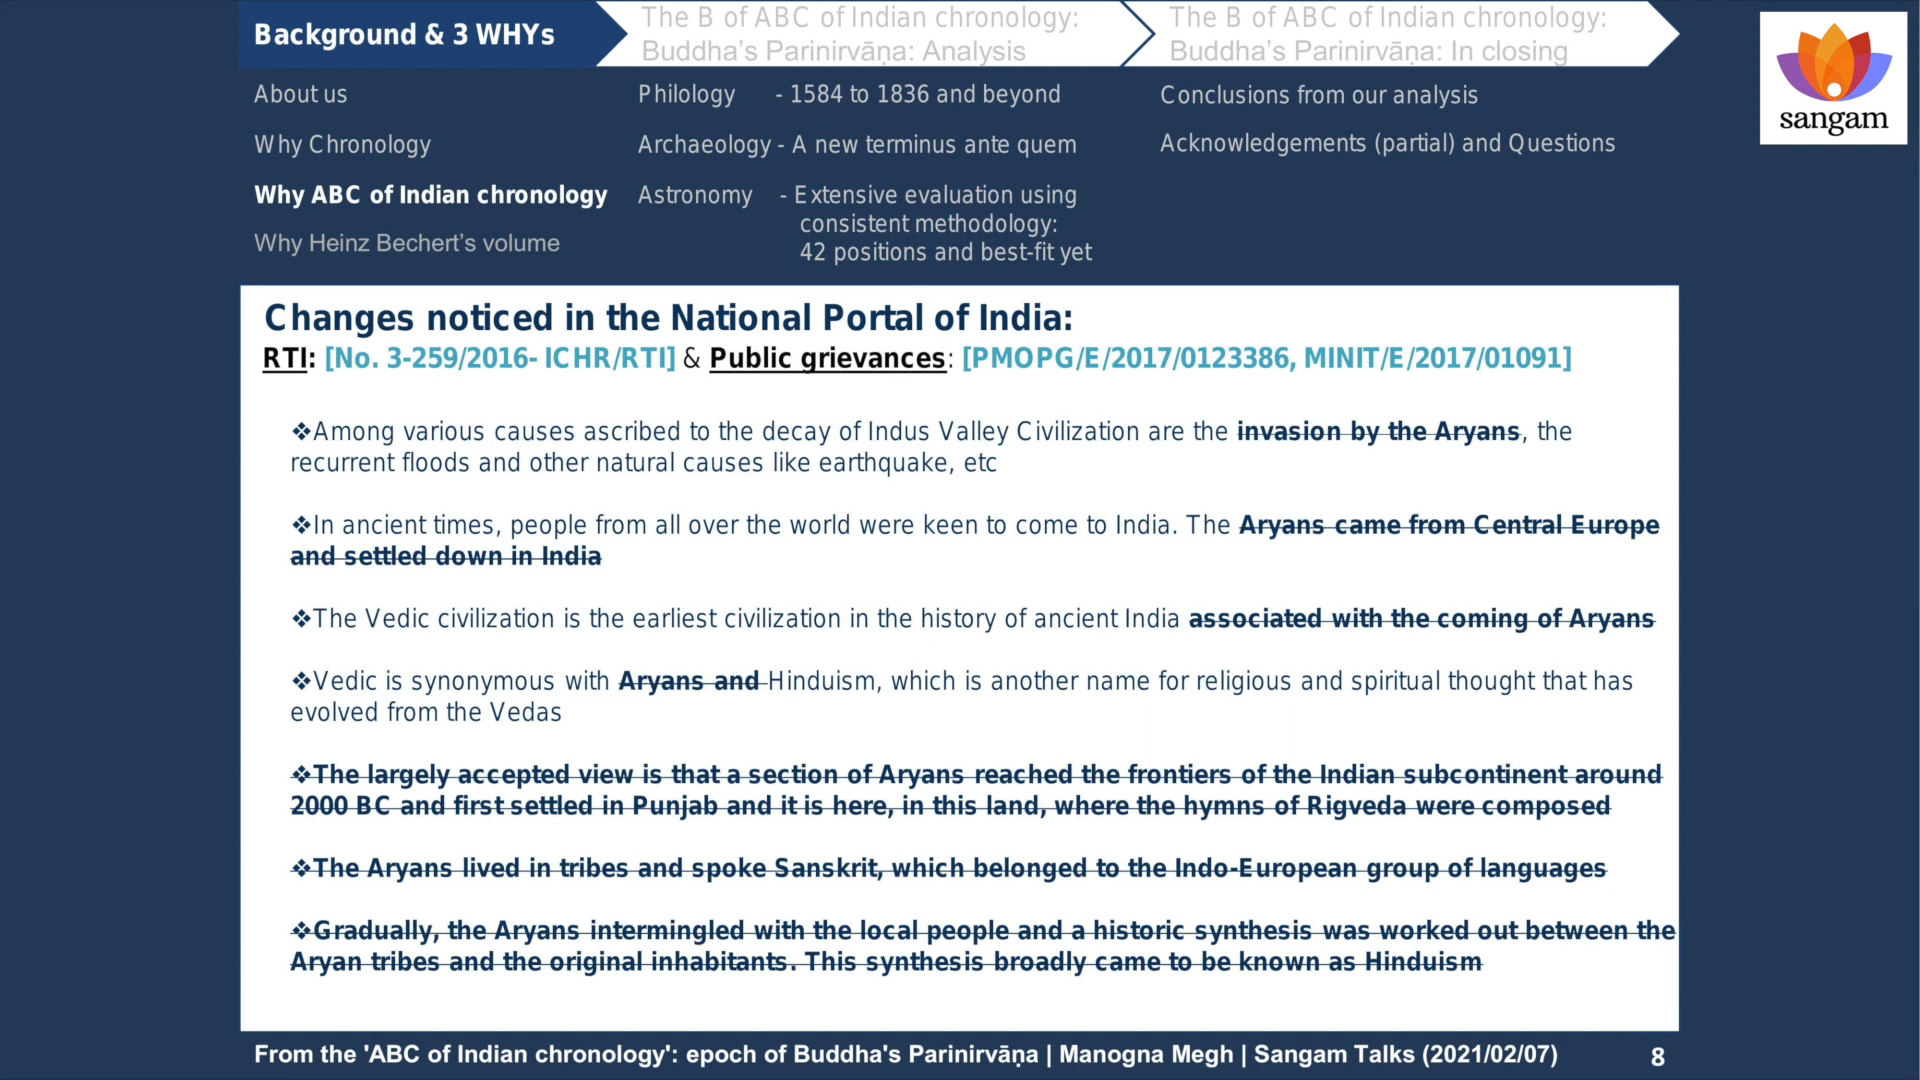 Background & 3 WHYs
The B of ABC of Indian chronology:
Buddha's Parinirvāṇa: Analysis
The B of ABC of Indian chronology:
Buddha's Parinirvāṇa: In closing
sangam
About us
Why Chronology
Why ABC of Indian chronology
Why Heinz Bechert's volume
Philology - 1584 to 1836 and beyond
Archaeology - A new terminus ante quem
Astronomy - Extensive evaluation using
consistent methodology:
42 positions and best-fit yet
Conclusions from our analysis
Acknowledgements (partial) and Questions
Changes noticed in the National Portal of India:
RTI: [No. 3-259/2016- ICHR/RTI] & Public grievances: [PMOPG/E/2017/0123386, MINIT/E/2017/01091]
❖Among various causes ascribed to the decay of Indus Valley Civilization are the invasion by the Aryans, the
recurrent floods and other natural causes like earthquake, etc
❖In ancient times, people from all over the world were keen to come to India. The Aryans came from Central Europe
and settled down in India
❖The Vedic civilization is the earliest civilization in the history of ancient India associated with the coming of Aryans
❖Vedic is synonymous with Aryans and Hinduism, which is another name for religious and spiritual thought that has
evolved from the Vedas
❖The largely accepted view is that a section of Aryans reached the frontiers of the Indian subcontinent around
2000 BC and first settled in Punjab and it is here, in this land, where the hymns of Rigveda were composed
❖The Aryans lived in tribes and spoke Sanskrit, which belonged to the Indo-European group of languages
❖Gradually, the Aryans intermingled with the local people and a historic synthesis was worked out between the
Aryan tribes and the original inhabitants. This synthesis broadly came to be known as Hinduism
From the 'ABC of Indian chronology': epoch of Buddha's Parinirvāṇa | Manogna Megh | Sangam Talks (2021/02/07)
8